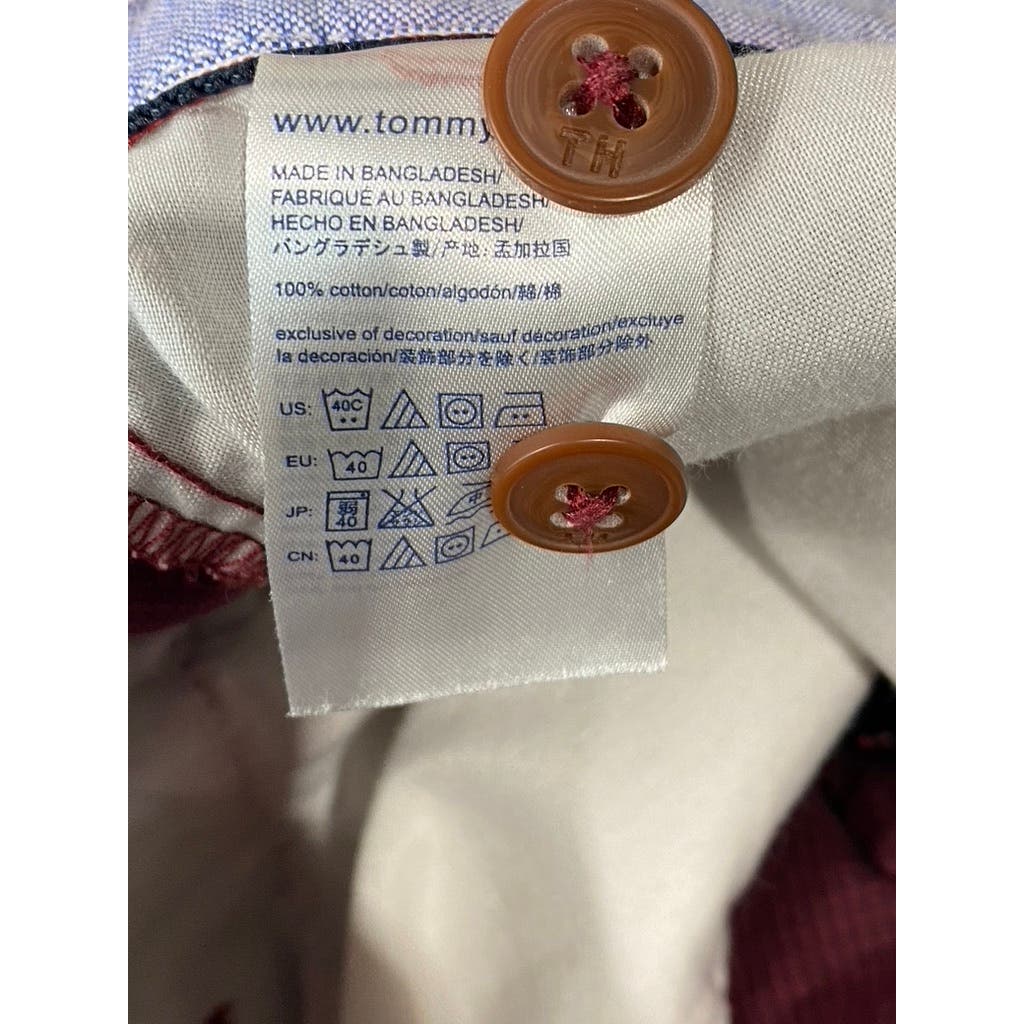 www.tommy
TH
MADE IN BANGLADESH/
FABRIQUÉ AU BANGLADESH/
HECHO EN BANGLADESH/
バングラデシュ製/产地: 孟加拉国
100% cotton/coton/algodón/綿/棉
exclusive of decoration/sauf décoration/excluye
la decoración/装飾部分を除く/装饰部分除外
US: 40C
EU: 40
JP: 弱 40 中
CN: 40